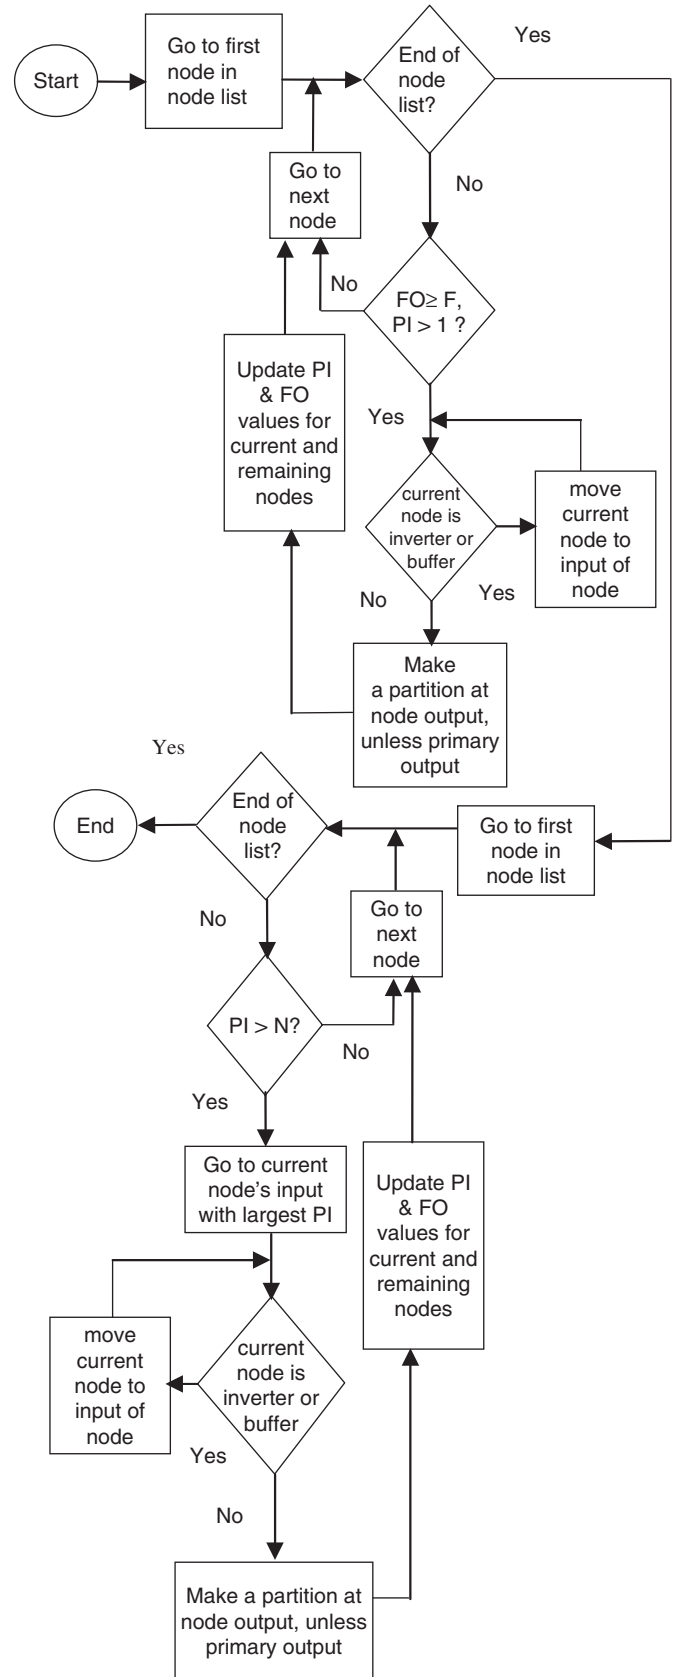 Start
Go to first
node in
node list
End of
node
list?
Yes
No
Go to
next
node
No
FO≥ F,
PI > 1 ?
Yes
Update PI
& FO
values for
current and
remaining
nodes
current
node is
inverter or
buffer
move
current
node to
input of
node
Yes
No
Make
a partition at
node output,
unless primary
output
Yes
End
End of
node
list?
Go to first
node in
node list
No
Go to
next
node
PI > N?
No
Yes
Go to current
node's input
with largest PI
Update PI
& FO
values for
current and
remaining
nodes
move
current
node to
input of
node
current
node is
inverter or
buffer
Yes
No
Make a partition at
node output, unless
primary output